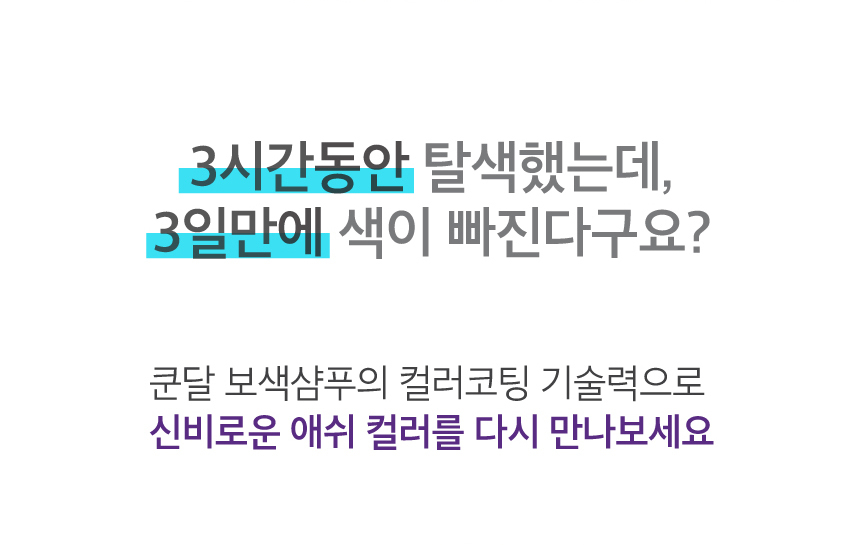 3시간동안 탈색했는데,
3일만에 색이 빠진다구요?
쿤달 보색샴푸의 컬러코팅 기술력으로
신비로운 애쉬 컬러를 다시 만나보세요